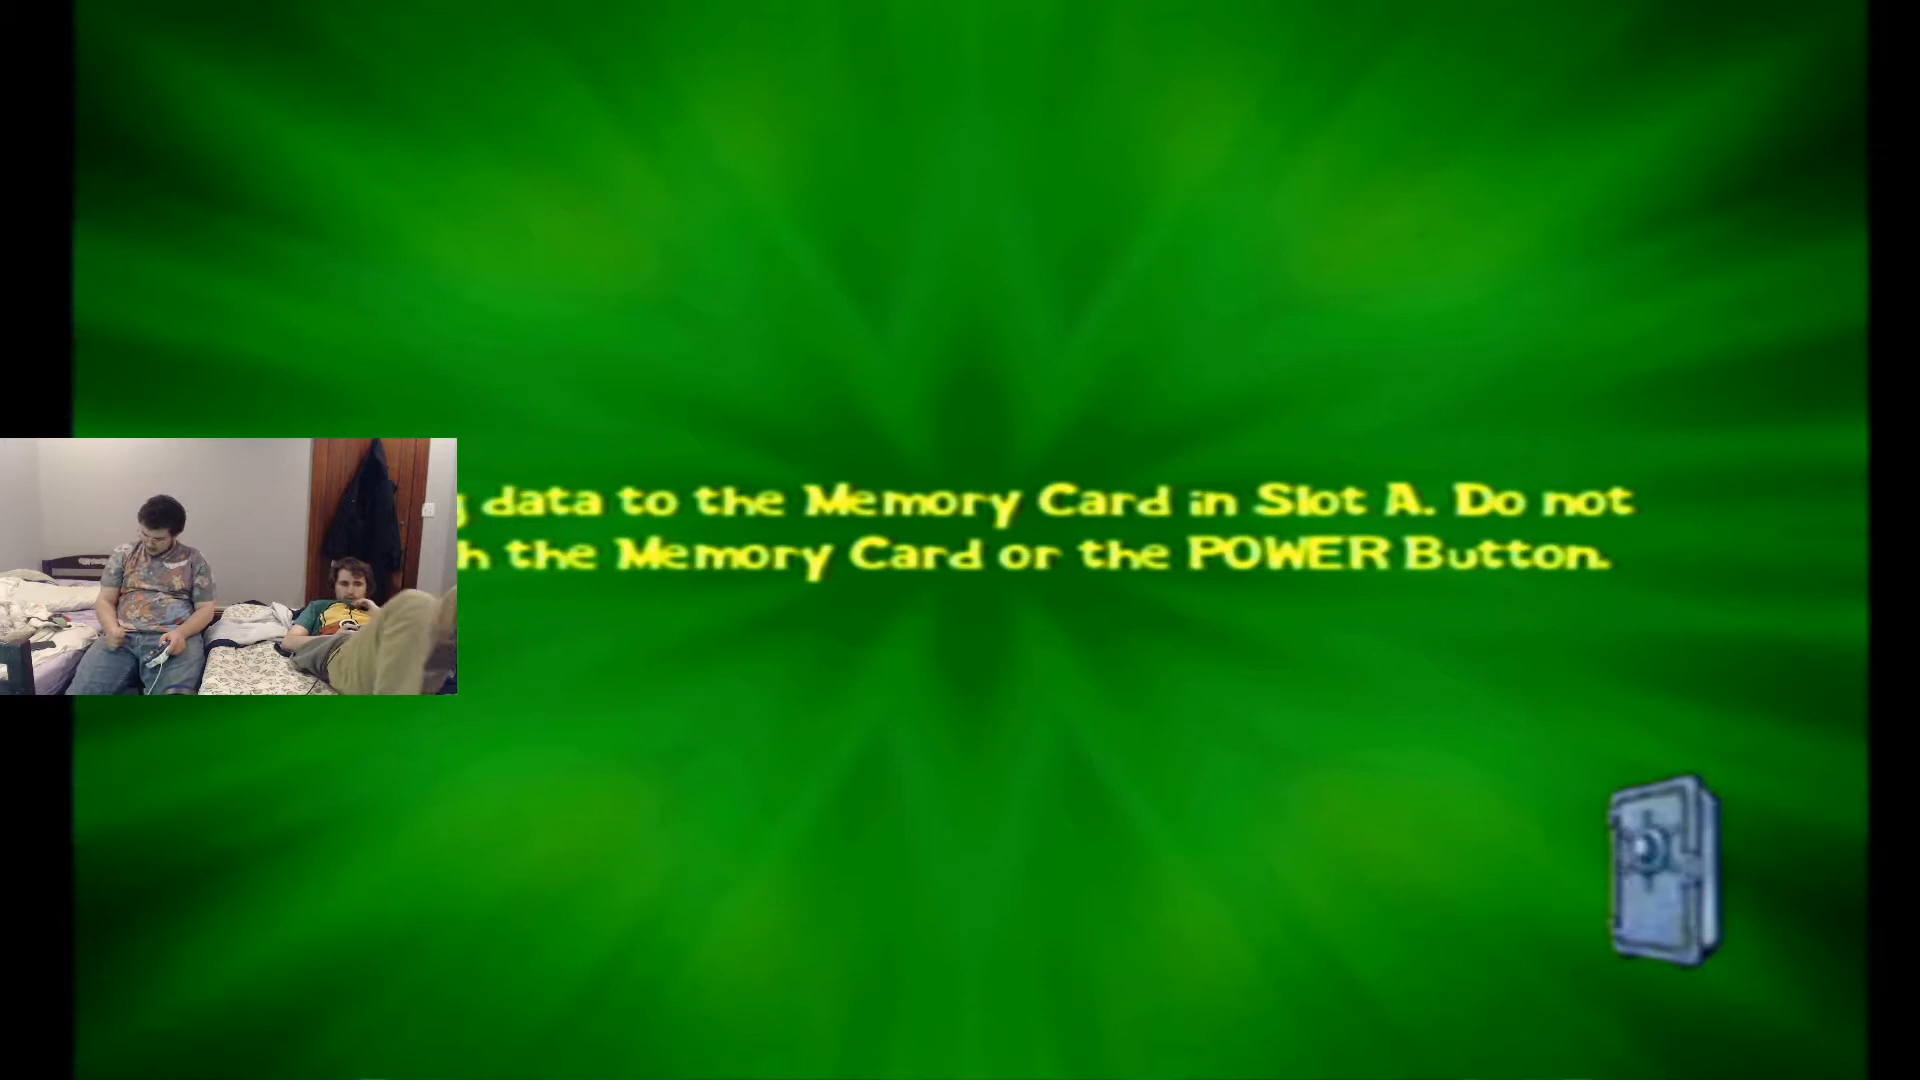 data to the Memory Card in Slot A. Do not
the Memory Card or the POWER Button.